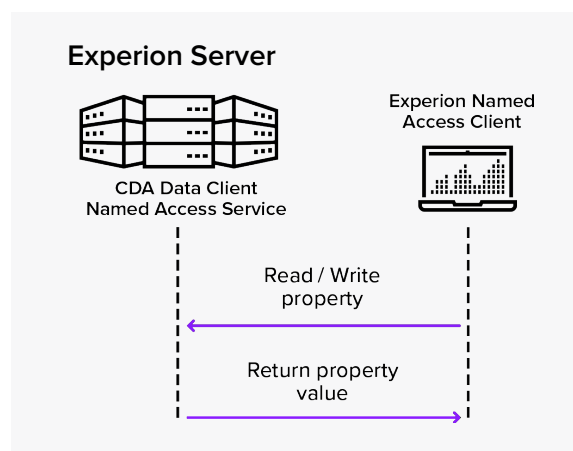 Experion Server
Experion Named
Access Client
CDA Data Client
Named Access Service
Read / Write
property
Return property
value